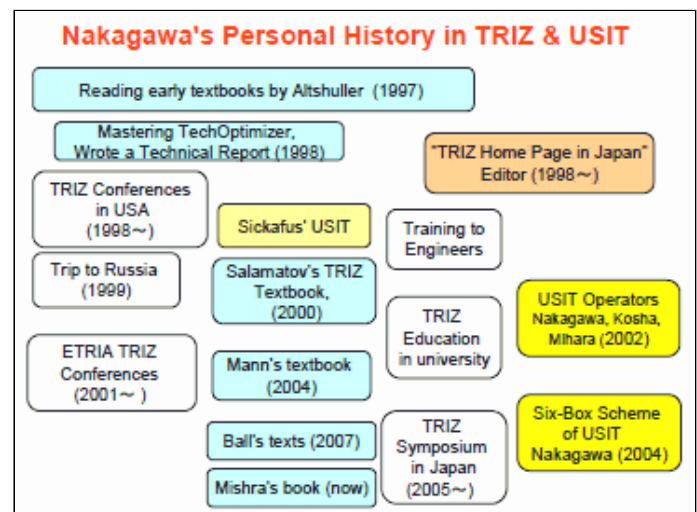 Nakagawa's Personal History in TRIZ & USIT
Reading early textbooks by Altshuller (1997)
Mastering TechOptimizer,
Wrote a Technical Report (1998)
"TRIZ Home Page in Japan"
Editor (1998～)
TRIZ Conferences
in USA
(1998～)
Sickafus' USIT
Training to
Engineers
Trip to Russia
(1999)
Salamatov's TRIZ
Textbook,
(2000)
TRIZ
Education
in university
USIT Operators
Nakagawa, Kosha,
Mihara (2002)
ETRIA TRIZ
Conferences
(2001～ )
Mann's textbook
(2004)
Ball's texts (2007)
TRIZ
Symposium
in Japan
(2005～)
Six-Box Scheme
of USIT
Nakagawa (2004)
Mishra's book (now)